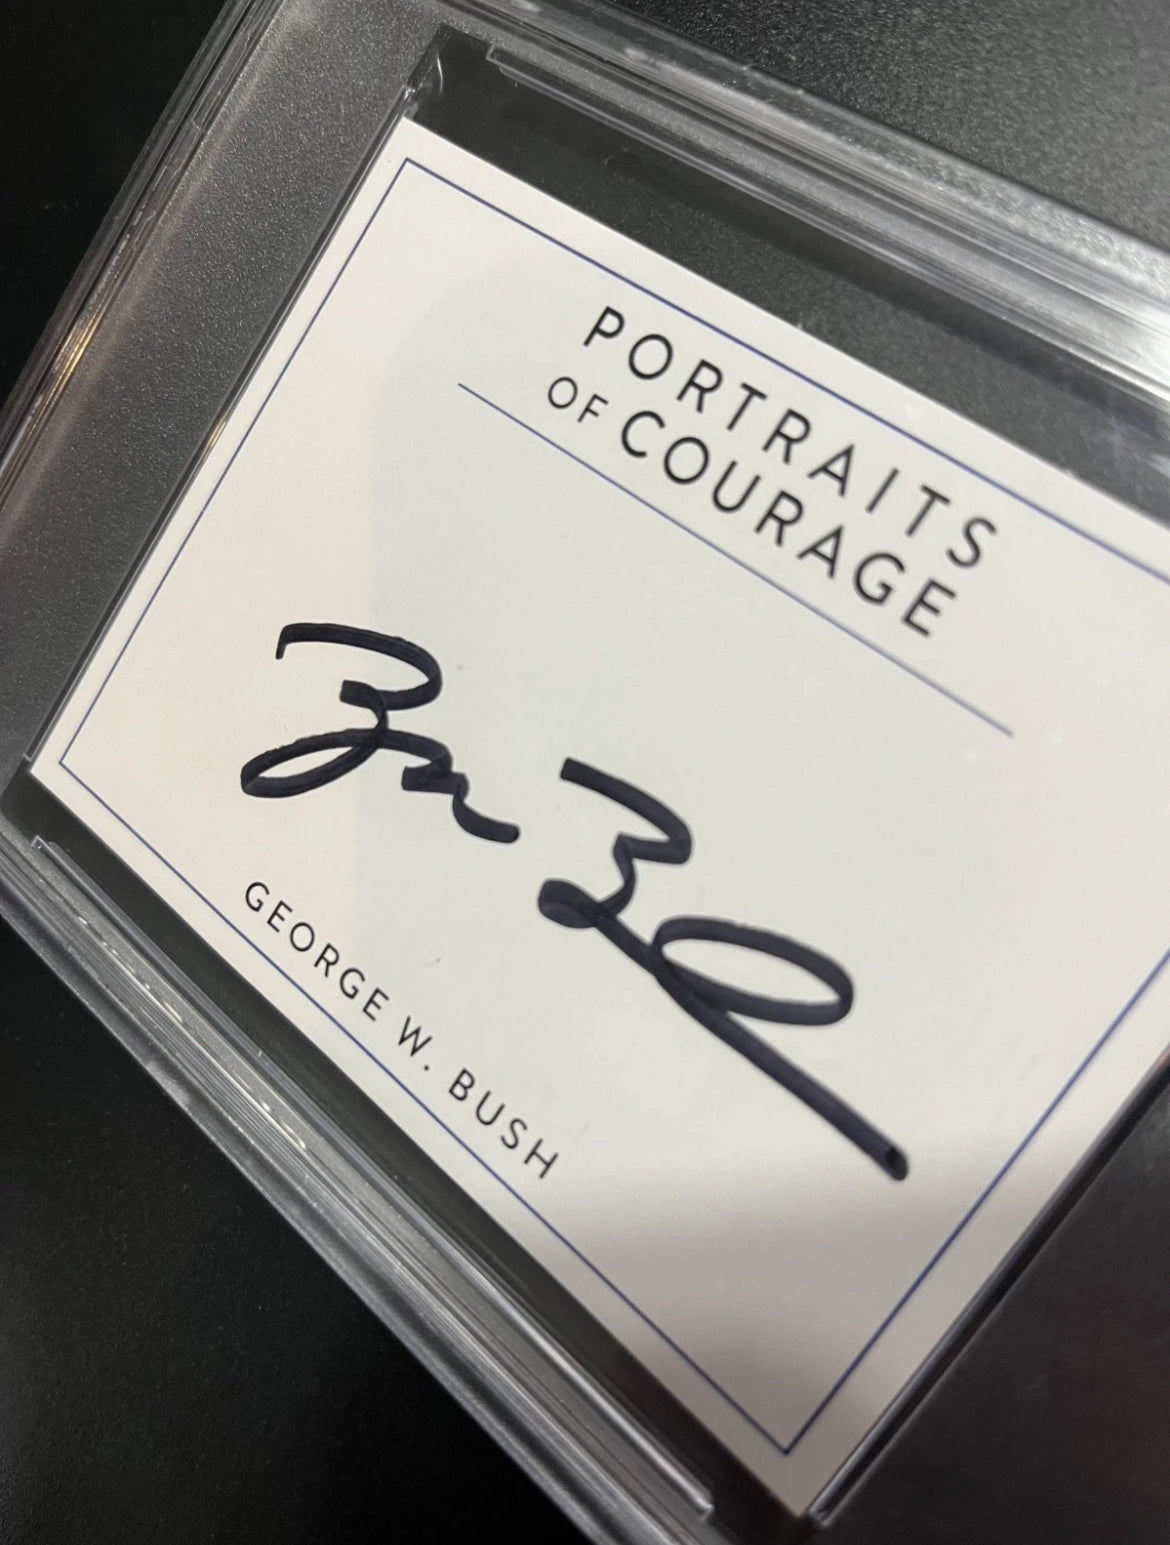 PORTRAITS
OF COURAGE
GEORGE W. BUSH